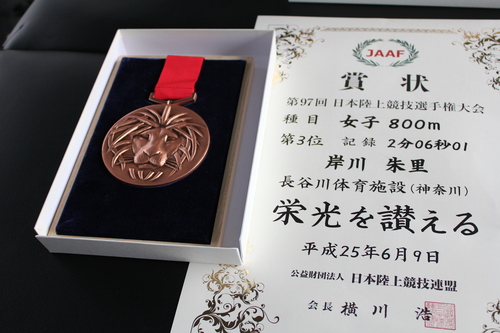 JAAF
賞状
第97回 日本陸上競技選手権大会
種目 女子 800m
第3位 記録 2分06秒01
岸川 朱里
長谷川体育施設(神奈川)
栄光を讃える
平成25年6月9日
公益財団法人 日本陸上競技連盟
会長 横川 浩